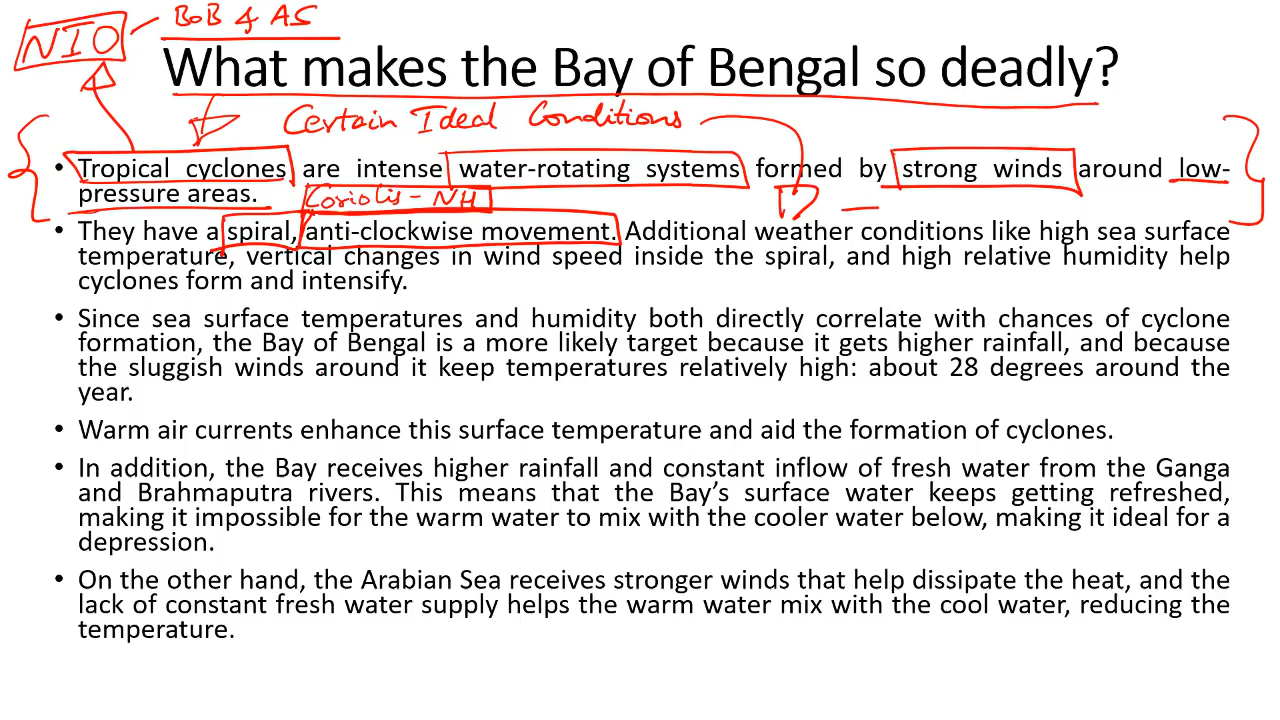 BoB & AS
NIO
What makes the Bay of Bengal so deadly?
Certain Ideal Conditions
• Tropical cyclones are intense water-rotating systems formed by strong winds around low-
pressure areas.
Coriolis - NH
• They have a spiral, anti-clockwise movement. Additional weather conditions like high sea surface
temperature, vertical changes in wind speed inside the spiral, and high relative humidity help
cyclones form and intensify.
• Since sea surface temperatures and humidity both directly correlate with chances of cyclone
formation, the Bay of Bengal is a more likely target because it gets higher rainfall, and because
the sluggish winds around it keep temperatures relatively high: about 28 degrees around the
year.
• Warm air currents enhance this surface temperature and aid the formation of cyclones.
• In addition, the Bay receives higher rainfall and constant inflow of fresh water from the Ganga
and Brahmaputra rivers. This means that the Bay’s surface water keeps getting refreshed,
making it impossible for the warm water to mix with the cooler water below, making it ideal for a
depression.
• On the other hand, the Arabian Sea receives stronger winds that help dissipate the heat, and the
lack of constant fresh water supply helps the warm water mix with the cool water, reducing the
temperature.